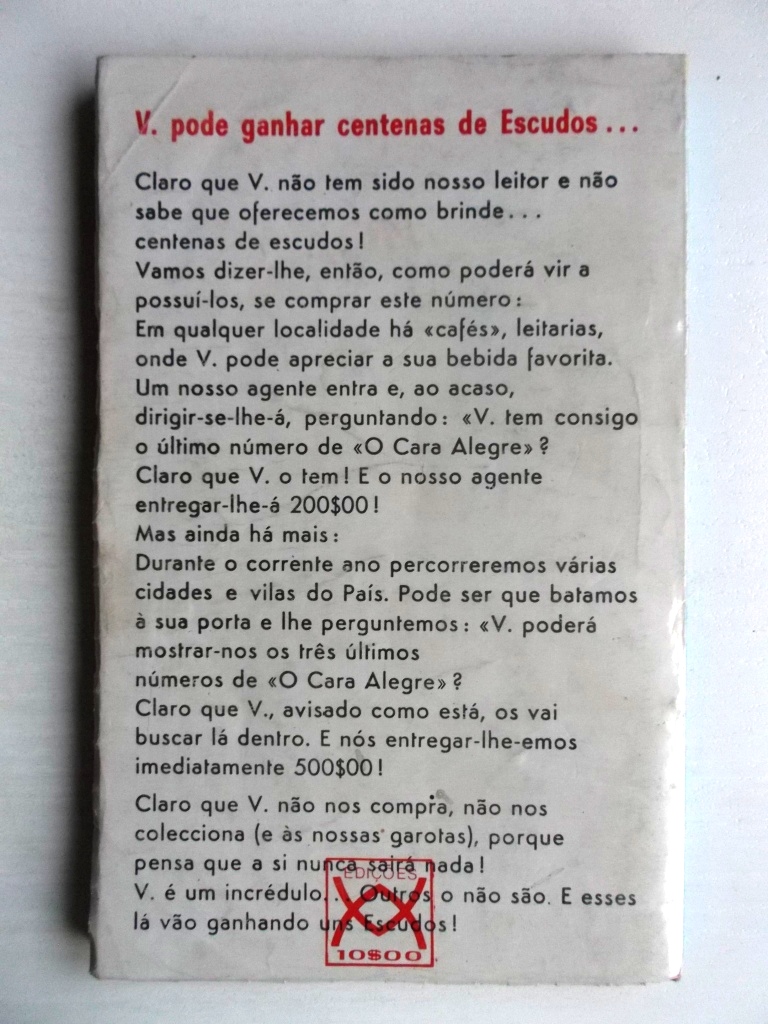 V. pode ganhar centenas de Escudos...
Claro que V. não tem sido nosso leitor e não
sabe que oferecemos como brinde...
centenas de escudos!
Vamos dizer-lhe, então, como poderá vir a
possuí-los, se comprar este número:
Em qualquer localidade há «cafés», leitarias,
onde V. pode apreciar a sua bebida favorita.
Um nosso agente entra e, ao acaso,
dirigir-se-lhe-á, perguntando: «V. tem consigo
o último número de «O Cara Alegre»?
Claro que V. o tem! E o nosso agente
entregar-lhe-á 200$00!
Mas ainda há mais:
Durante o corrente ano percorreremos várias
cidades e vilas do País. Pode ser que batamos
à sua porta e lhe perguntemos: «V. poderá
mostrar-nos os três últimos
números de «O Cara Alegre»?
Claro que V., avisado como está, os vai
buscar lá dentro. E nós entregar-lhe-emos
imediatamente 500$00!
Claro que V. não nos compra, não nos
colecciona (e às nossas garotas), porque
pensa que a si nunca sairá nada!
V. é um incrédulo... Outros o não são. E esses
lá vão ganhando uns Escudos!
EDIÇÕES
10$00